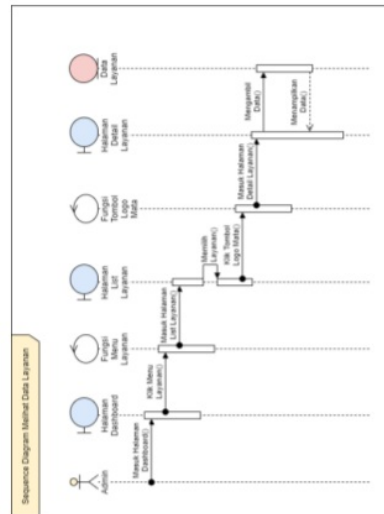 Sequence Diagram Melihat Data Layanan
Admin
Halaman
Dashboard
Fungsi
Menu
Layanan
Halaman
List
Layanan
Fungsi
Tombol
Logo
Mata
Halaman
Detail
Layanan
Data
Layanan
Masuk Halaman
Dashboard()
Klik Menu
Layanan()
Masuk Halaman
List Layanan()
Memilih
Layanan()
Klik Tombol
Logo Mata()
Masuk Halaman
Detail Layanan()
Mengambil
Data()
Menampilkan
Data()